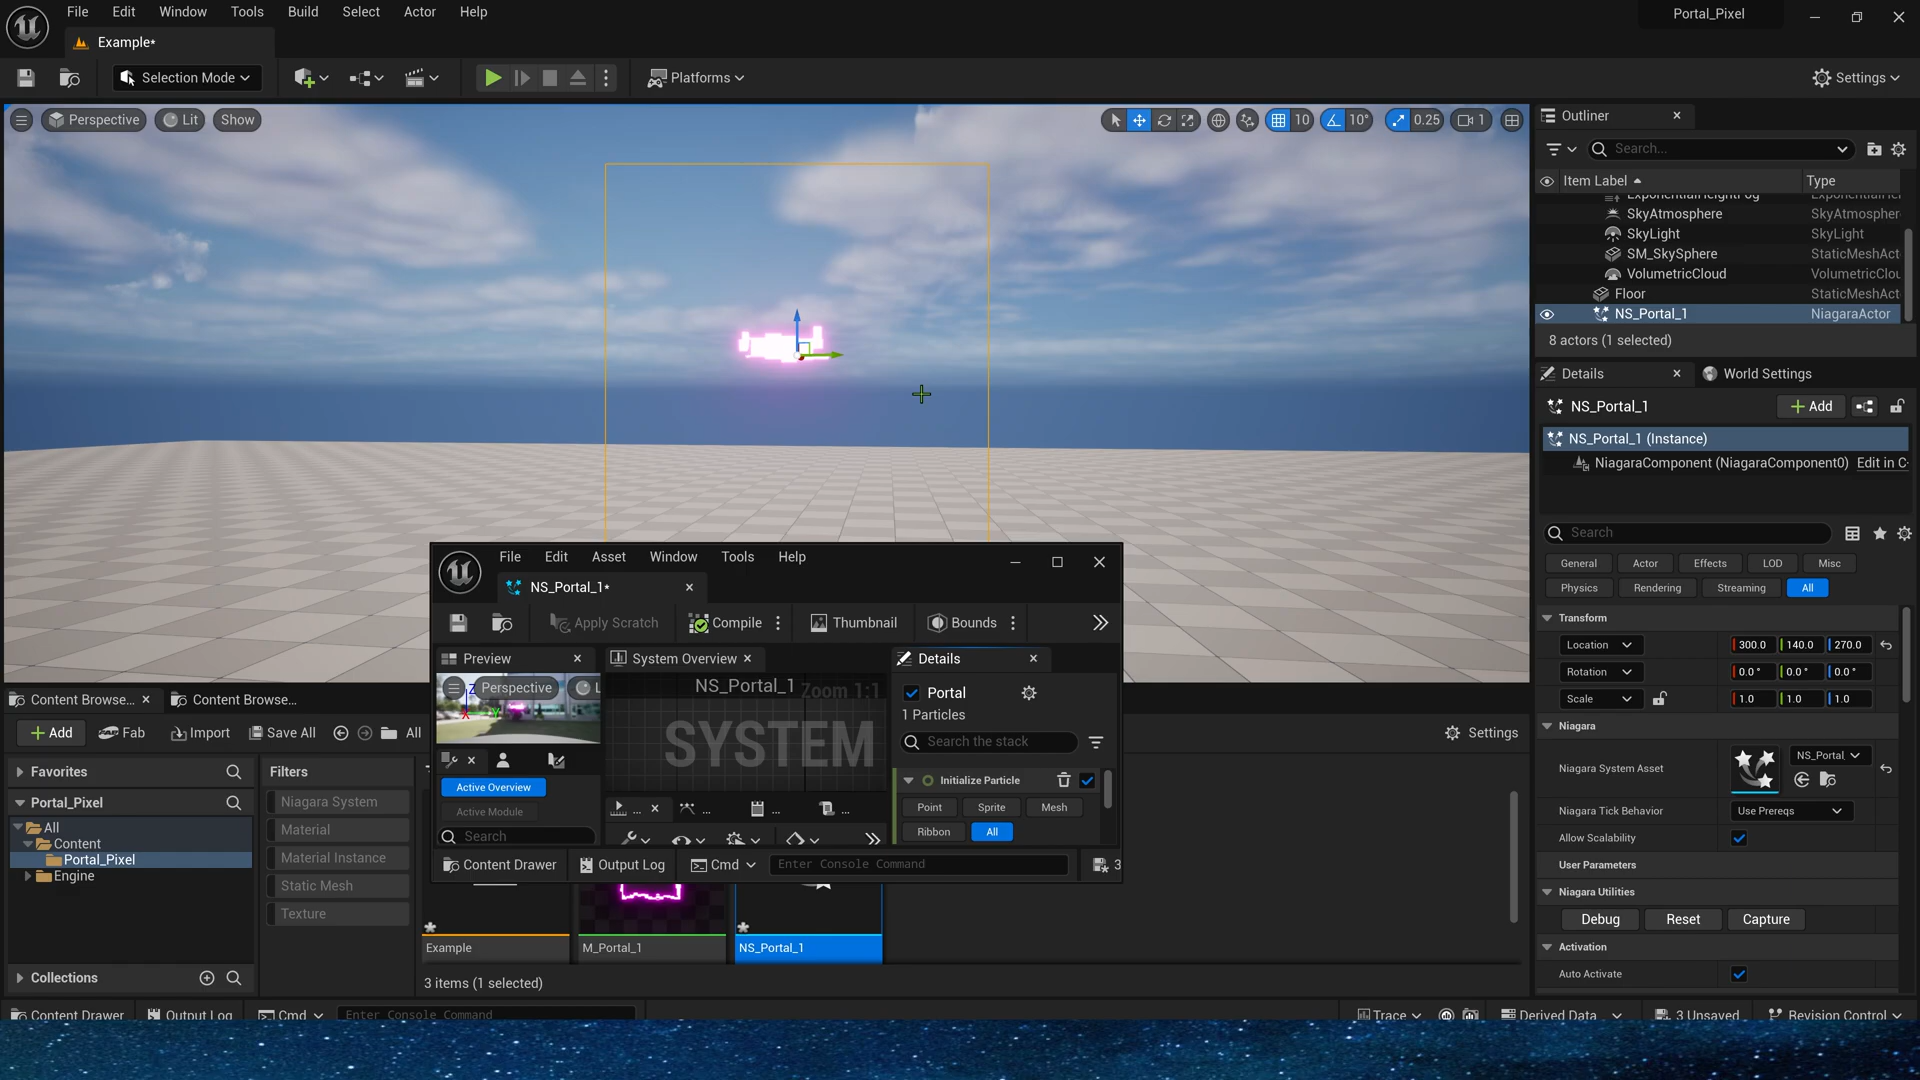 File Edit Window Tools Build Select Actor Help
Portal_Pixel
Example*
Selection Mode
Platforms
Settings
Perspective Lit Show
10 10° 0.25 1
Outliner
Search...
Item Label Type
ExponentialHeightFog
SkyAtmosphere SkyAtmospher
SkyLight SkyLight
SM_SkySphere StaticMeshAct
VolumetricCloud VolumetricClou
Floor StaticMeshAct
NS_Portal_1 NiagaraActor
8 actors (1 selected)
Details World Settings
NS_Portal_1 Add
NS_Portal_1 (Instance)
NiagaraComponent (NiagaraComponent0) Edit in C
Search
General Actor Effects LOD Misc
Physics Rendering Streaming All
Transform
Location 300.0 140.0 270.0
Rotation 0.0° 0.0° 0.0°
Scale 1.0 1.0 1.0
Niagara
Niagara System Asset NS_Portal
Niagara Tick Behavior Use Prereqs
Allow Scalability
User Parameters
Niagara Utilities
Debug Reset Capture
Activation
Auto Activate
File Edit Asset Window Tools Help
NS_Portal_1*
Apply Scratch Compile Thumbnail Bounds
Preview System Overview Details
Perspective L
Z
X Y
NS_Portal_1 Zoom 1:1
SYSTEM
Portal
1 Particles
Search the stack
Initialize Particle
Point Sprite Mesh
Ribbon All
Active Overview
Active Module
Search
... ...
Content Drawer Output Log Cmd Enter Console Command 3
Content Browse... Content Browse...
Add Fab Import Save All All
Settings
Favorites
Portal_Pixel
All
Content
Portal_Pixel
Engine
Collections
Filters
Niagara System
Material
Material Instance
Static Mesh
Texture
Example M_Portal_1 NS_Portal_1
3 items (1 selected)
Content Drawer Output Log Cmd Enter Console Command Trace Derived Data 3 Unsaved Revision Control